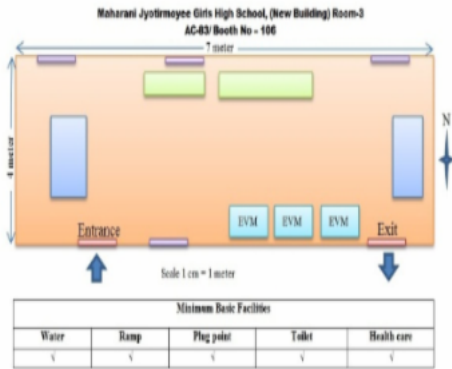 Maharani Jyotirmoyee Girls High School, (New Building) Room-3
AC-83/ Booth No – 106
7 meter
4 meter
N
EVM EVM EVM
Entrance
Exit
Scale 1 cm = 1 meter
Minimum Basic Facilities
Water Ramp Plug point Toilet Health care
√ √ √ √ √